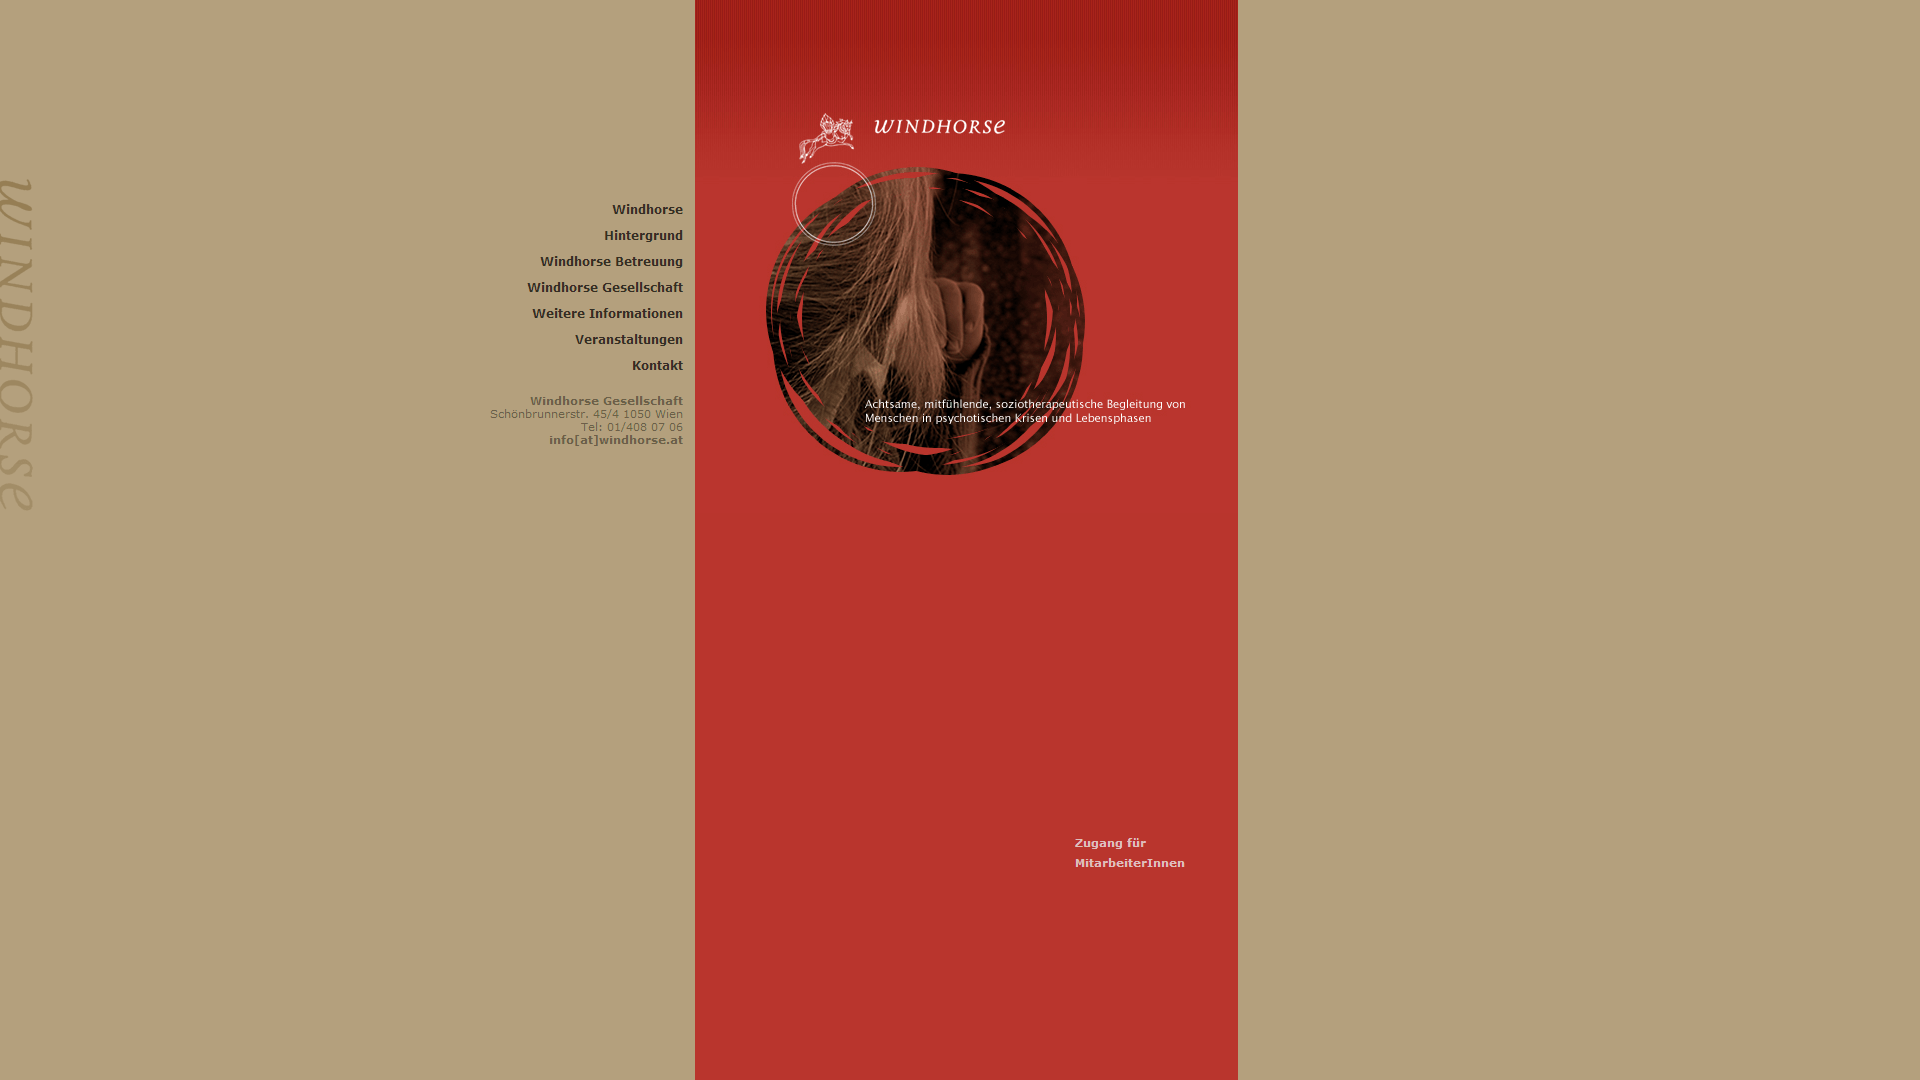 WINDHORSE
Windhorse
Hintergrund
Windhorse Betreuung
Windhorse Gesellschaft
Weitere Informationen
Veranstaltungen
Kontakt
Windhorse Gesellschaft
Schönbrunnerstr. 45/4 1050 Wien
Tel: 01/408 07 06
info[at]windhorse.at
WINDHORSE
Achtsame, mitfühlende, soziotherapeutische Begleitung von
Menschen in psychotischen Krisen und Lebensphasen
Zugang für
MitarbeiterInnen